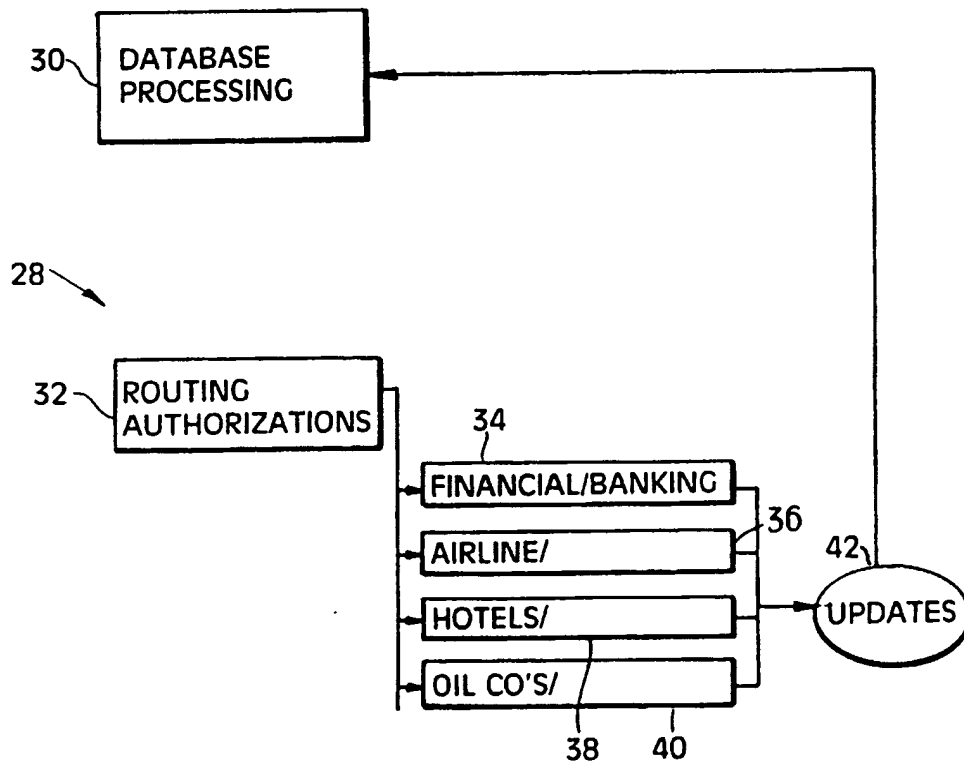 30
DATABASE
PROCESSING
28
32
ROUTING
AUTHORIZATIONS
34
FINANCIAL/BANKING
36
AIRLINE/
42
HOTELS/
UPDATES
OIL CO'S/
38
40